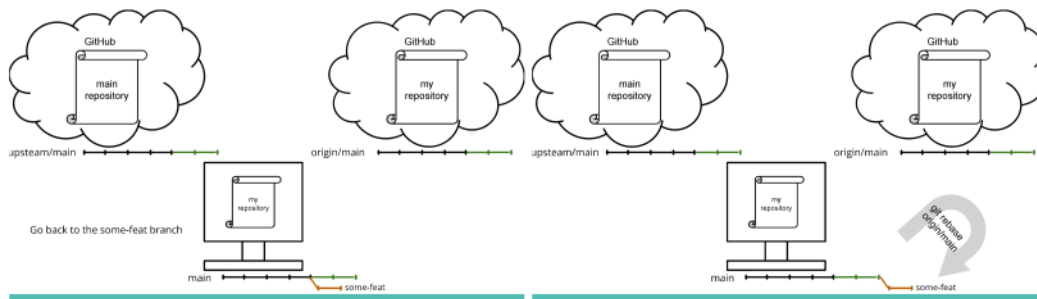 GitHub
main
repository
upsteam/main
GitHub
my
repository
origin/main
my
repository
Go back to the some-feat branch
main
some-feat
GitHub
main
repository
upsteam/main
GitHub
my
repository
origin/main
my
repository
git rebase
origin/main
main
some-feat